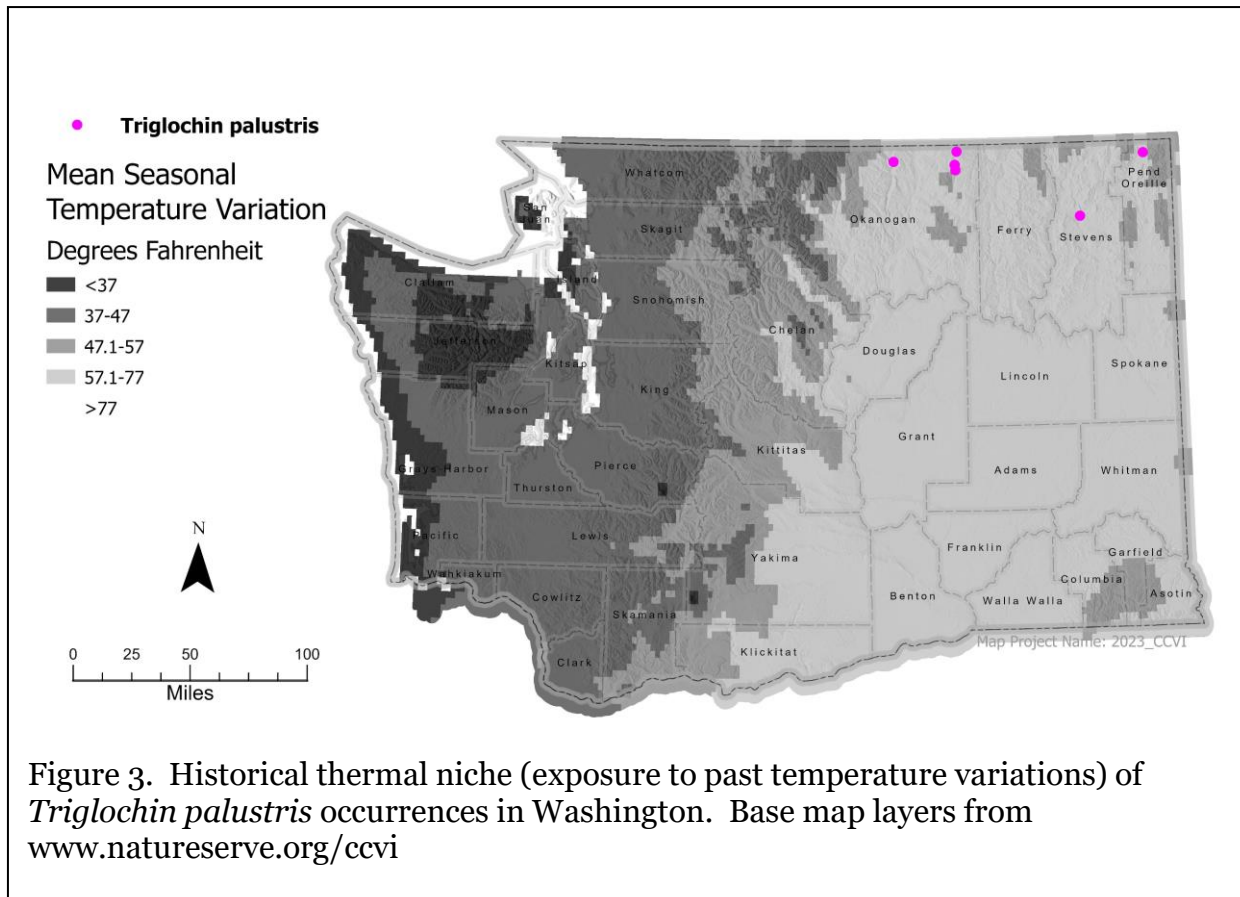 Triglochin palustris
Mean Seasonal
Temperature Variation
Degrees Fahrenheit
<37
37-47
47.1-57
57.1-77
>77
N
0 25 50 100
Miles
Whatcom
San
Juan
Skagit
Island
Clallam
Snohomish
Jefferson
Kitsap
King
Mason
Grays Harbor
Pierce
Thurston
Pacific
Lewis
Wahkiakum
Cowlitz
Skamania
Clark
Okanogan
Ferry
Stevens
Pend
Oreille
Chelan
Douglas
Lincoln
Spokane
Grant
Kittitas
Adams
Whitman
Yakima
Franklin
Garfield
Columbia
Benton
Walla Walla
Asotin
Klickitat
Map Project Name: 2023_CCVI
Figure 3. Historical thermal niche (exposure to past temperature variations) of
Triglochin palustris occurrences in Washington. Base map layers from
www.natureserve.org/ccvi